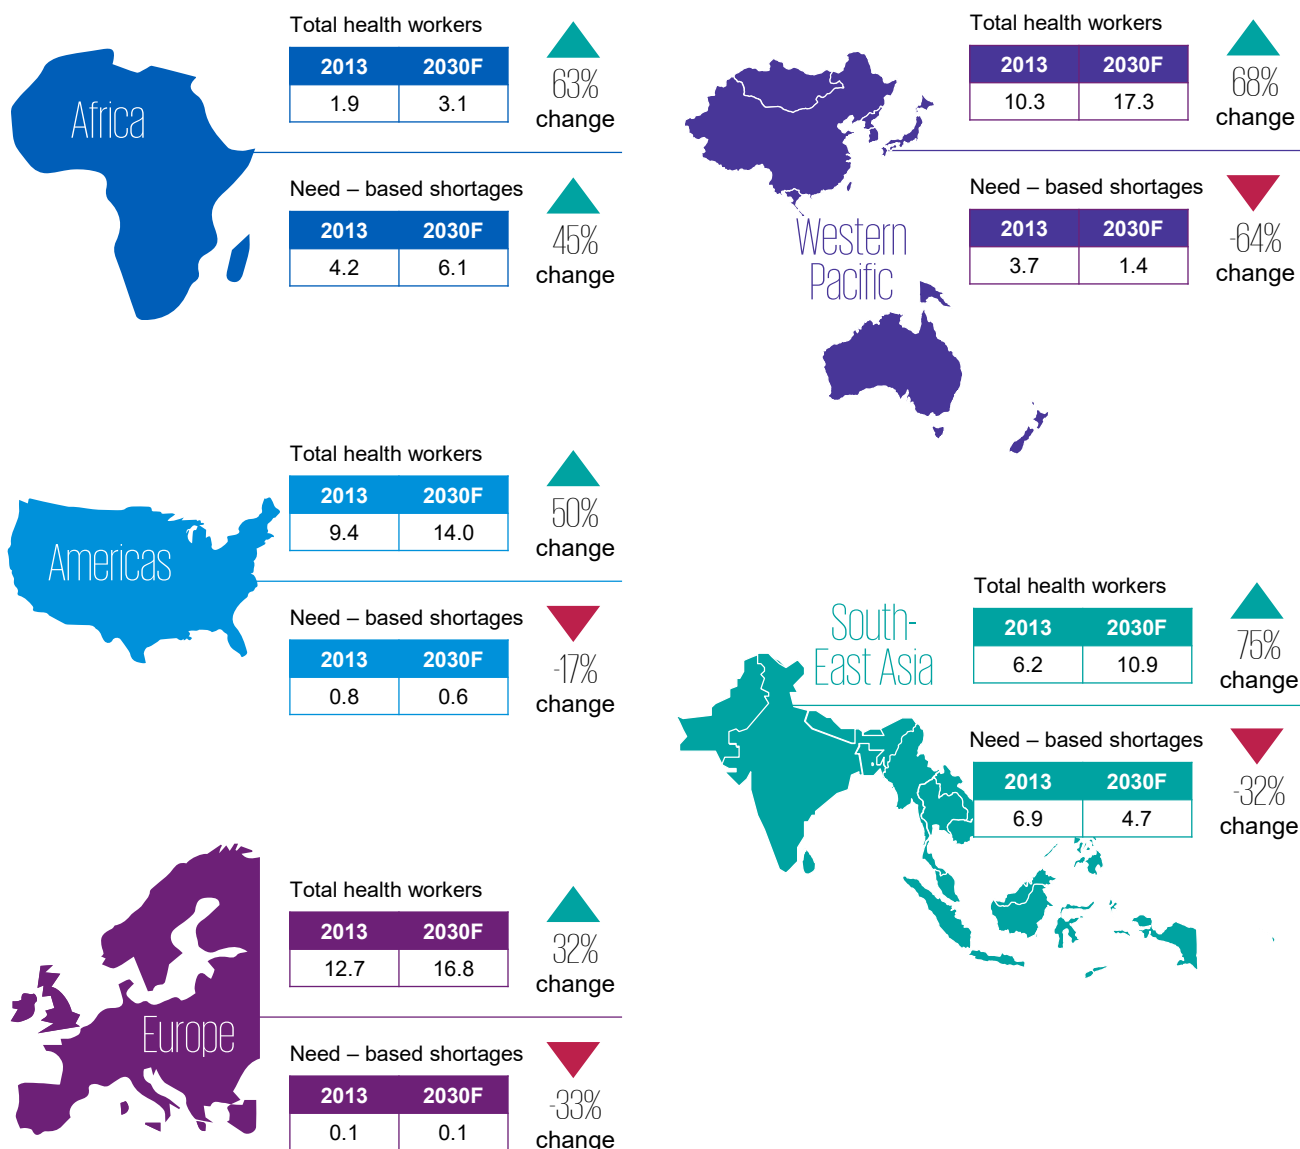 Africa
Total health workers
2013 2030F
1.9 3.1
63%
change
Need – based shortages
2013 2030F
4.2 6.1
45%
change
Americas
Total health workers
2013 2030F
9.4 14.0
50%
change
Need – based shortages
2013 2030F
0.8 0.6
-17%
change
Europe
Total health workers
2013 2030F
12.7 16.8
32%
change
Need – based shortages
2013 2030F
0.1 0.1
-33%
change
Western
Pacific
Total health workers
2013 2030F
10.3 17.3
68%
change
Need – based shortages
2013 2030F
3.7 1.4
-64%
change
South-
East Asia
Total health workers
2013 2030F
6.2 10.9
75%
change
Need – based shortages
2013 2030F
6.9 4.7
-32%
change